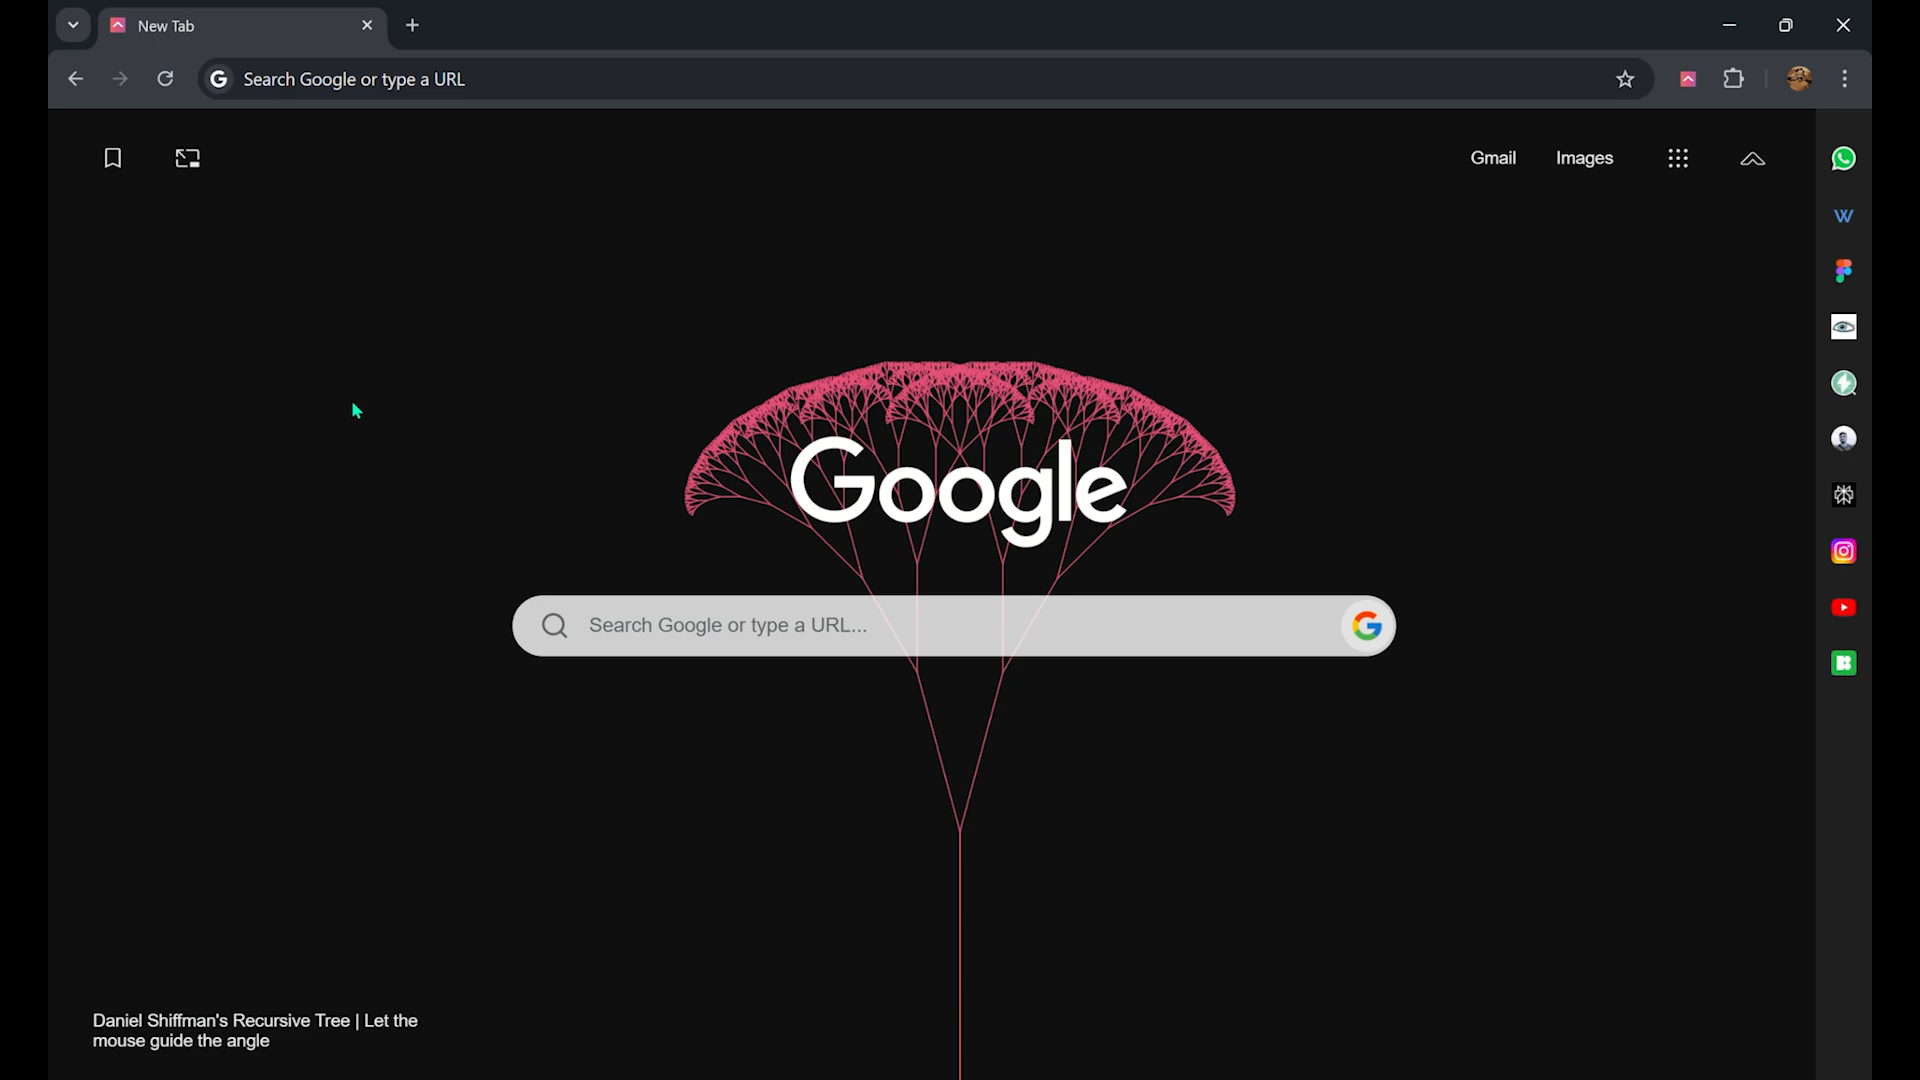 New Tab
Search Google or type a URL
Gmail
Images
W
Google
Search Google or type a URL...
Daniel Shiffman's Recursive Tree | Let the
mouse guide the angle